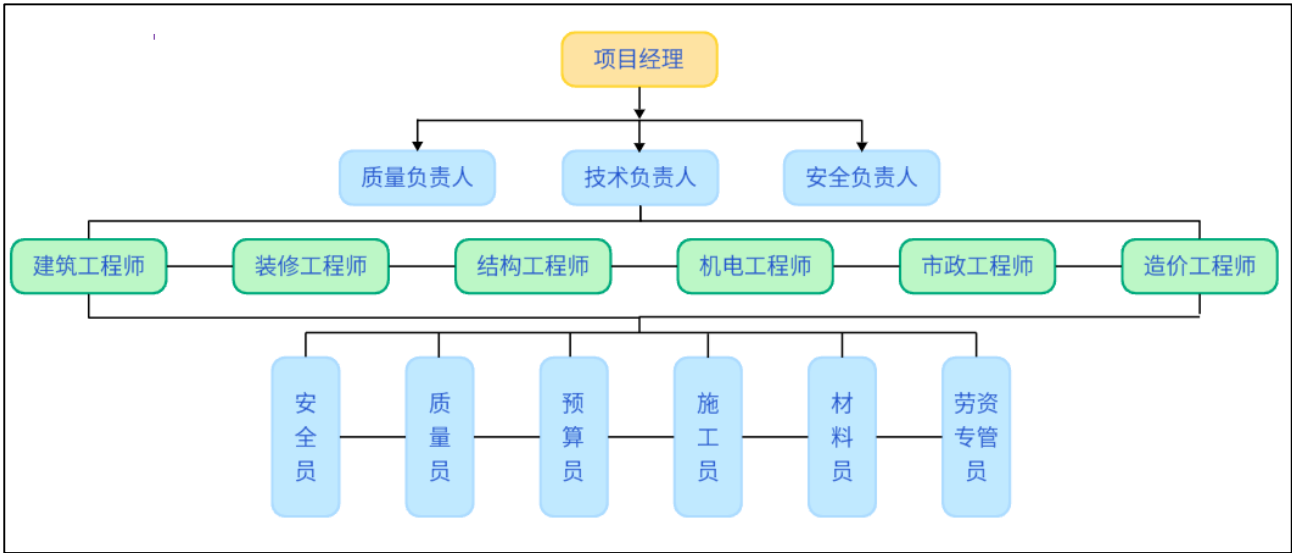 项目经理
质量负责人
技术负责人
安全负责人
建筑工程师
装修工程师
结构工程师
机电工程师
市政工程师
造价工程师
安全员
质量员
预算员
施工员
材料员
劳资专管员